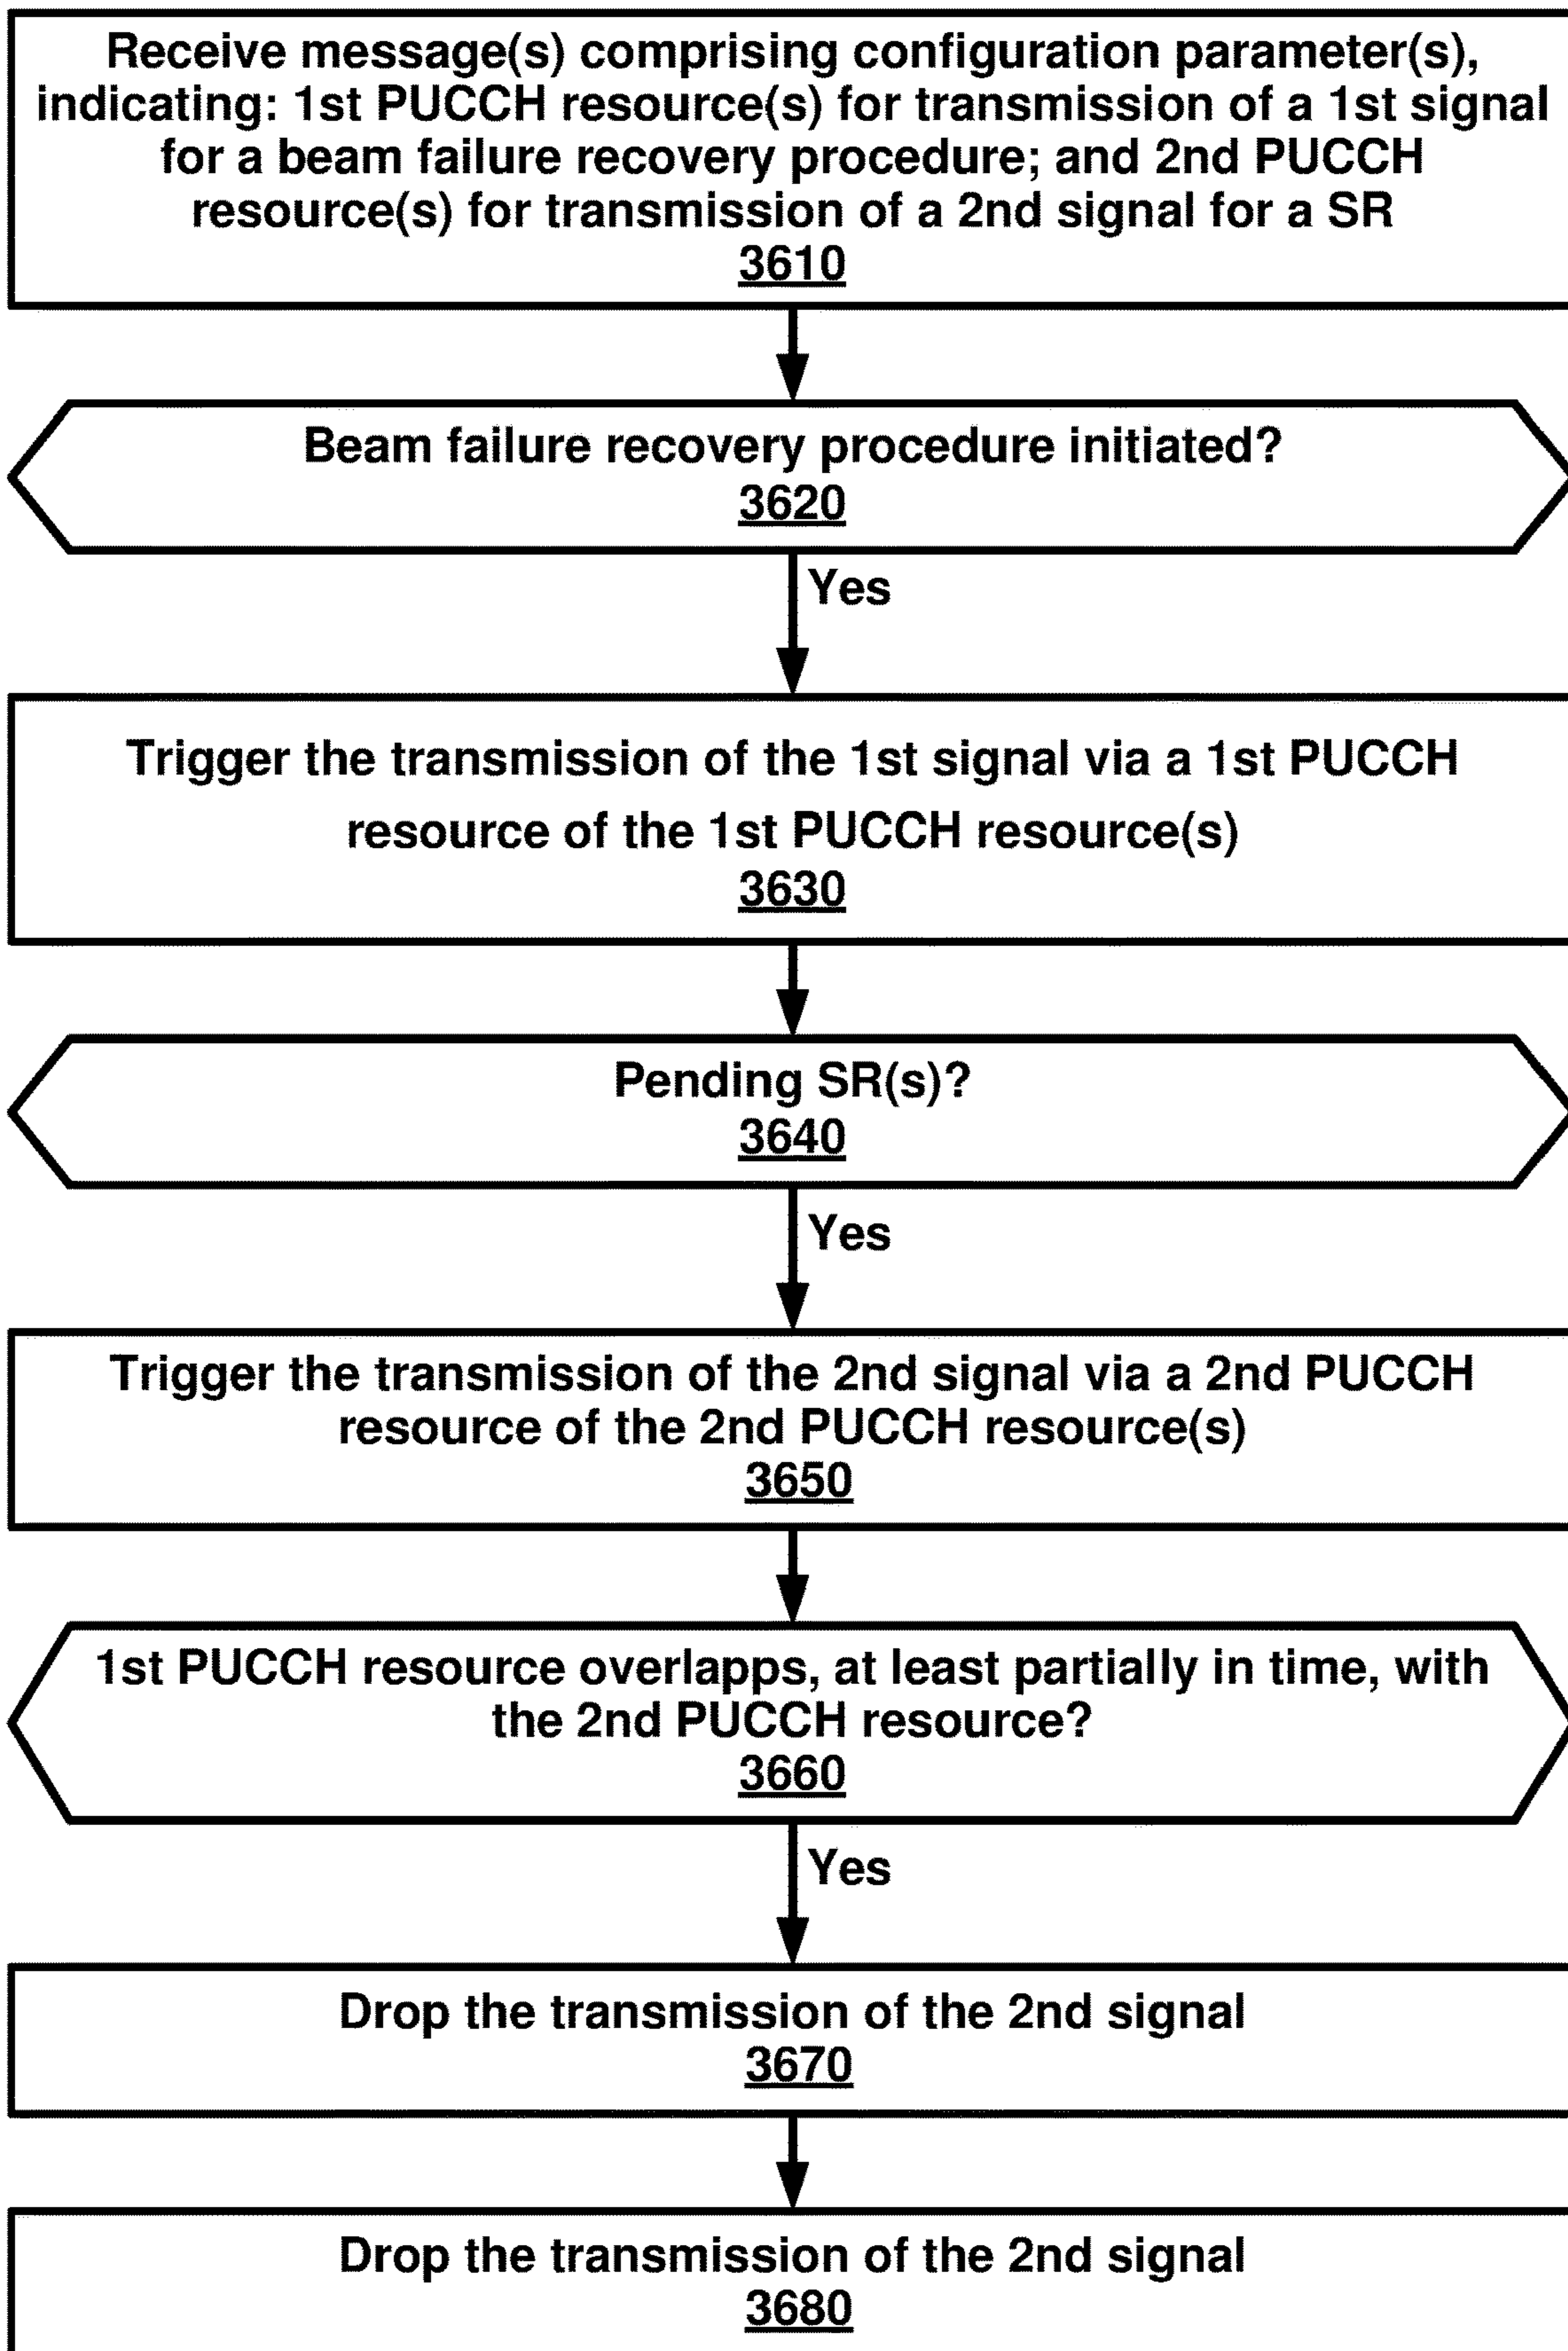 Receive message(s) comprising configuration parameter(s),
indicating: 1st PUCCH resource(s) for transmission of a 1st signal
for a beam failure recovery procedure; and 2nd PUCCH
resource(s) for transmission of a 2nd signal for a SR
3610
Beam failure recovery procedure initiated?
3620
Yes
Trigger the transmission of the 1st signal via a 1st PUCCH
resource of the 1st PUCCH resource(s)
3630
Pending SR(s)?
3640
Yes
Trigger the transmission of the 2nd signal via a 2nd PUCCH
resource of the 2nd PUCCH resource(s)
3650
1st PUCCH resource overlapps, at least partially in time, with
the 2nd PUCCH resource?
3660
Yes
Drop the transmission of the 2nd signal
3670
Drop the transmission of the 2nd signal
3680